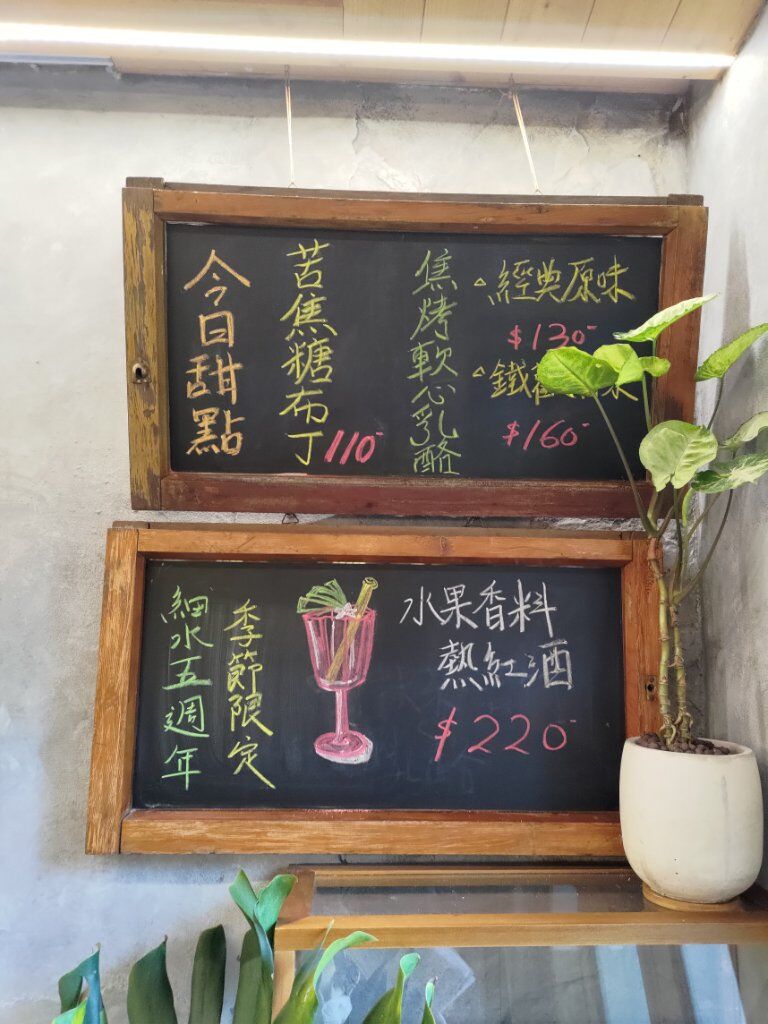 今日甜點
苦焦糖布丁 110-
焦烤軟心乳酪
△經典原味
$130-
△鐵
$160-
細水五週年
季節限定
水果香料
熱紅酒
$220-